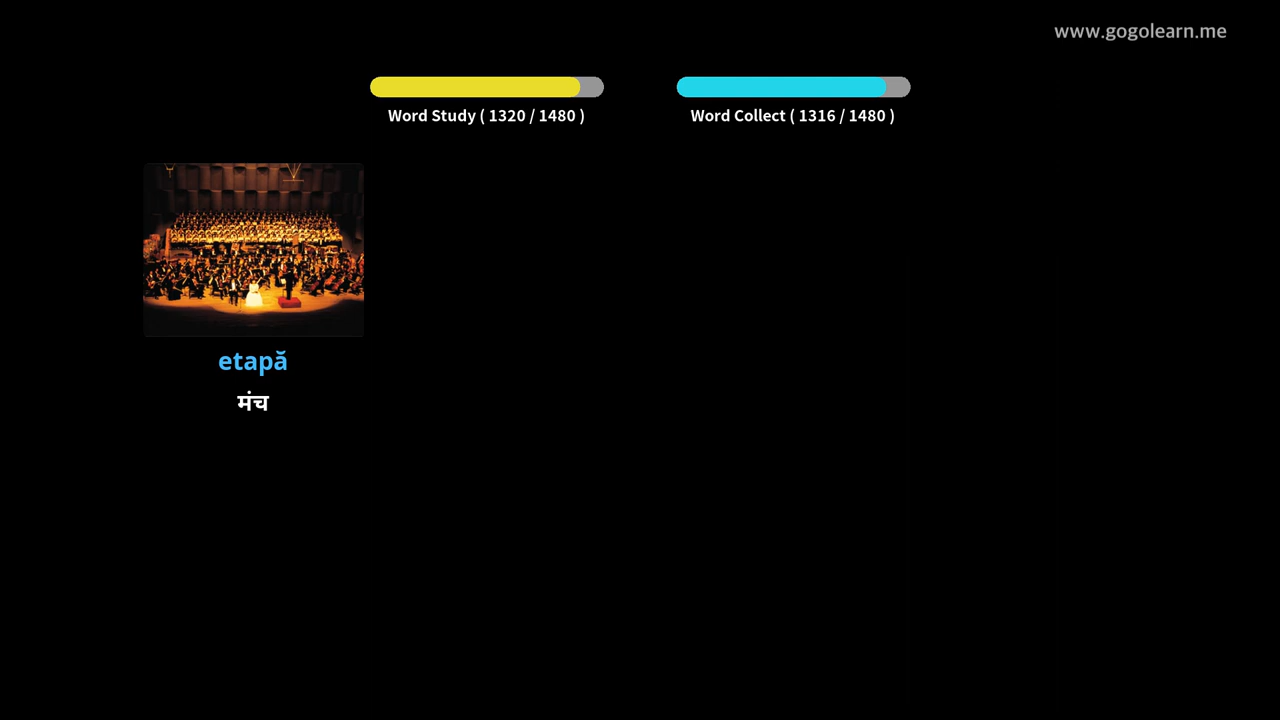 www.gogolearn.me
Word Study ( 1320 / 1480 )
Word Collect ( 1316 / 1480 )
etapă
मंच